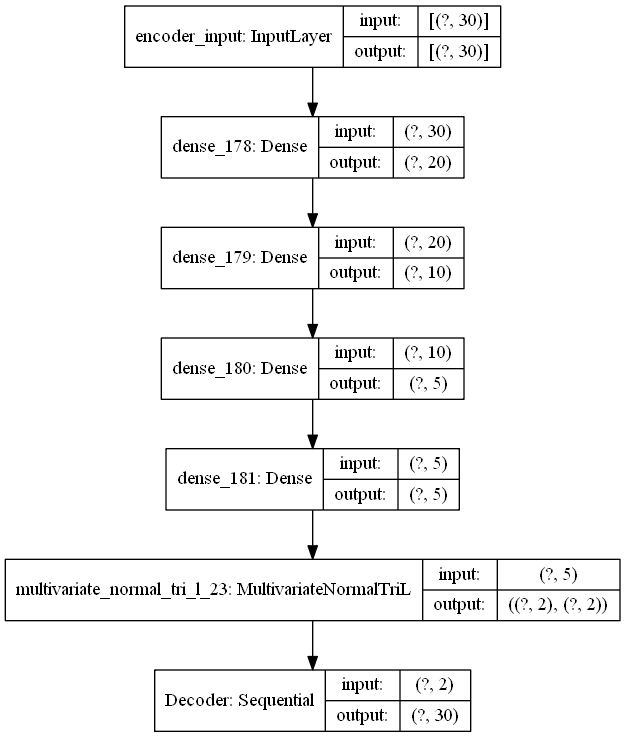 encoder_input: InputLayer input: [(?, 30)]
output: [(?, 30)]
dense_178: Dense input: (?, 30)
output: (?, 20)
dense_179: Dense input: (?, 20)
output: (?, 10)
dense_180: Dense input: (?, 10)
output: (?, 5)
dense_181: Dense input: (?, 5)
output: (?, 5)
multivariate_normal_tri_l_23: MultivariateNormalTriL input: (?, 5)
output: ((?, 2), (?, 2))
Decoder: Sequential input: (?, 2)
output: (?, 30)